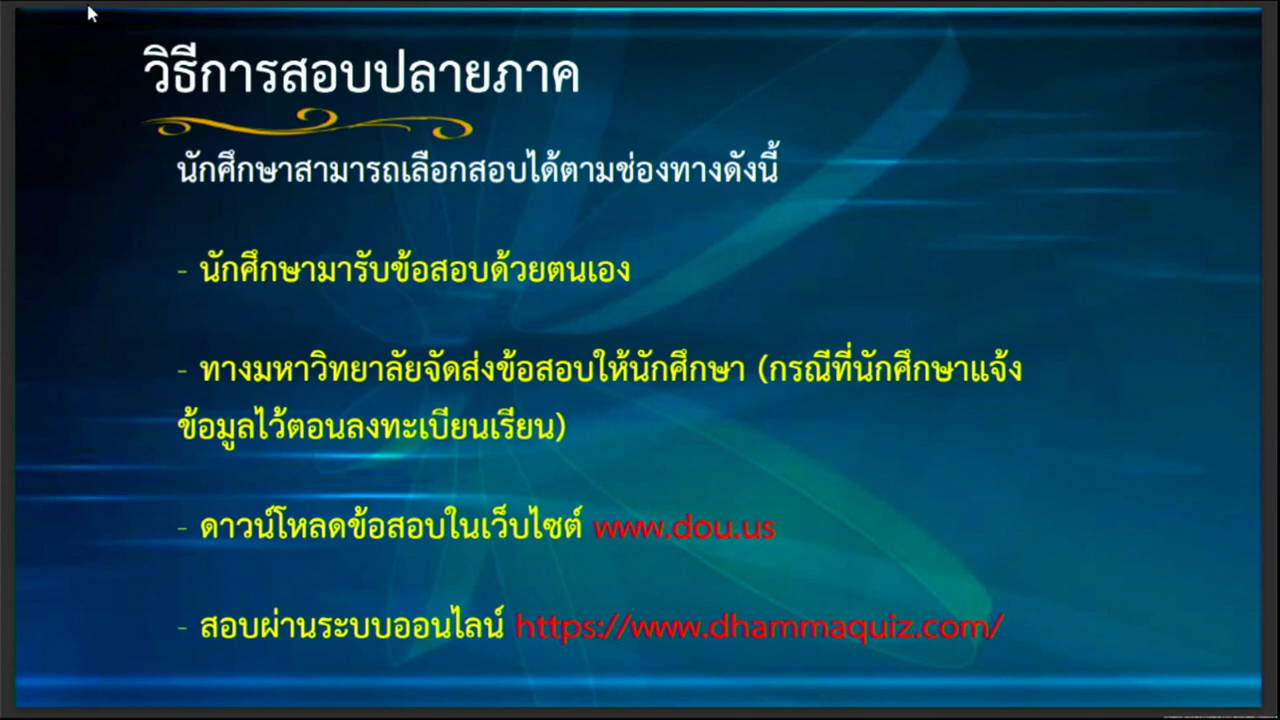 วิธีการสอบปลายภาค
นักศึกษาสามารถเลือกสอบได้ตามช่องทางดังนี้
- นักศึกษามารับข้อสอบด้วยตนเอง
- ทางมหาวิทยาลัยจัดส่งข้อสอบให้นักศึกษา (กรณีที่นักศึกษาแจ้ง
ข้อมูลไว้ตอนลงทะเบียนเรียน)
- ดาวน์โหลดข้อสอบในเว็บไซต์ www.dou.us
- สอบผ่านระบบออนไลน์ https://www.dhammaquiz.com/